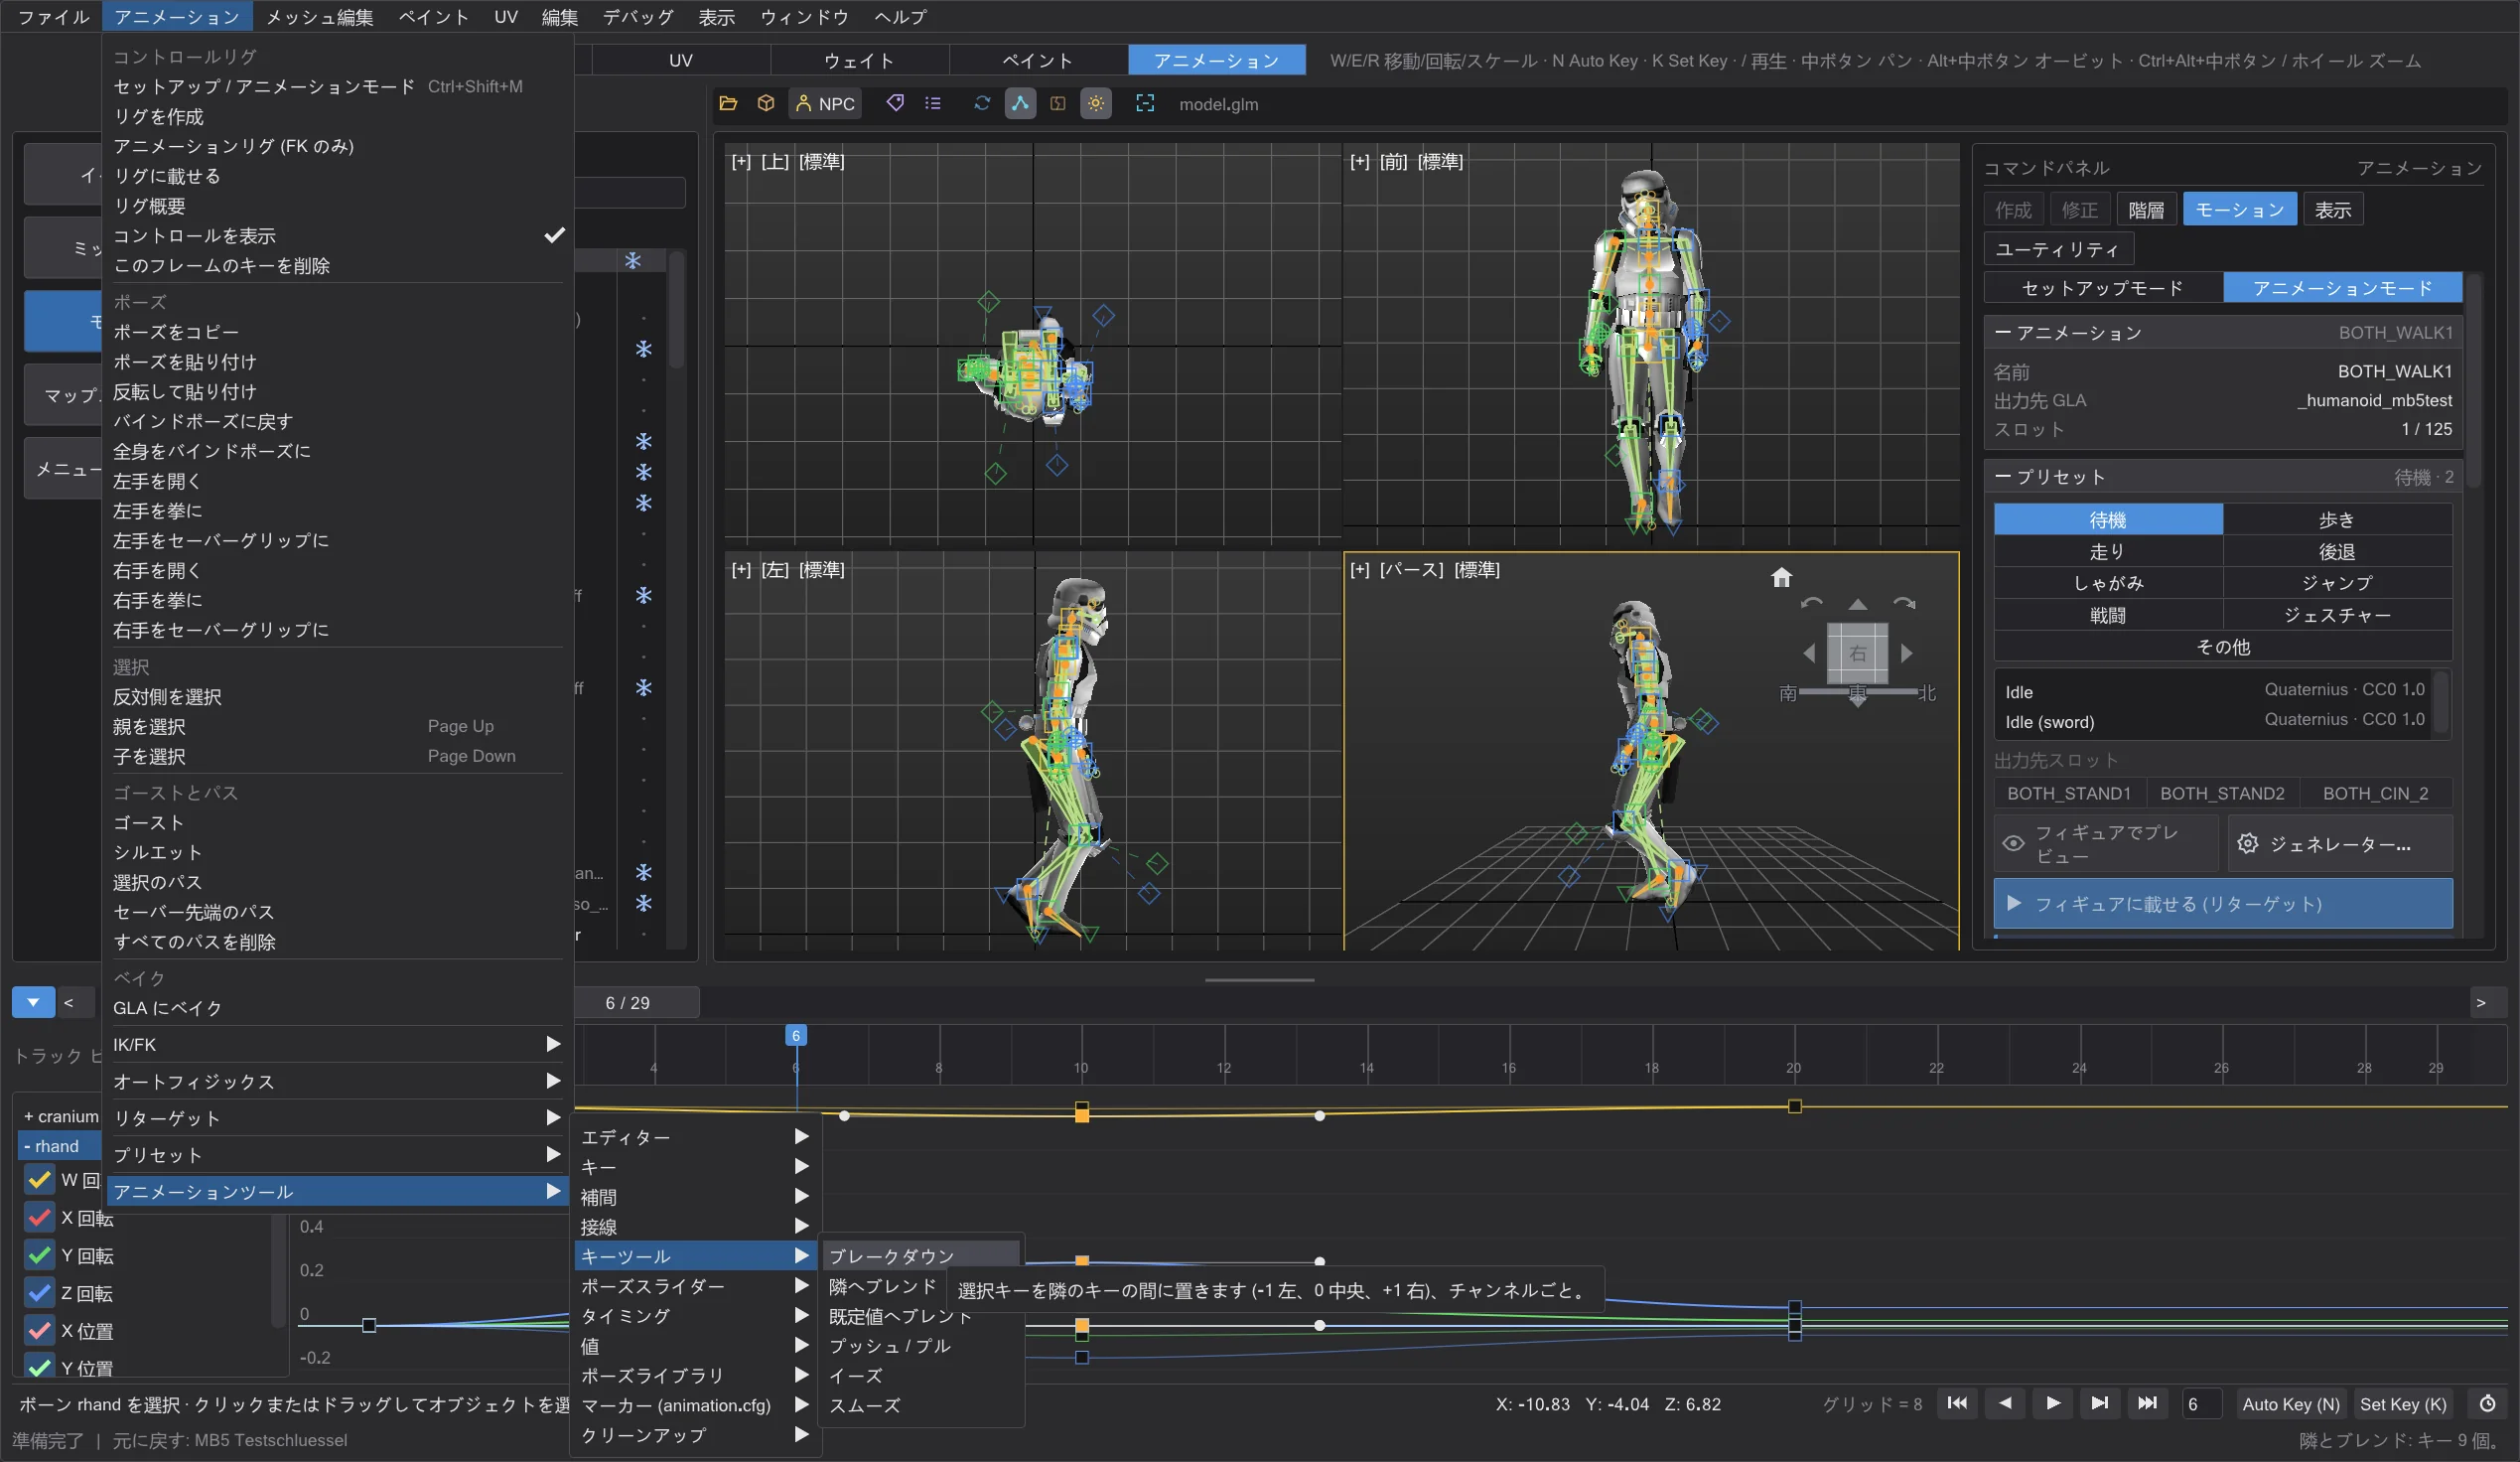 ファイル アニメーション メッシュ編集 ペイント UV 編集 デバッグ 表示 ウィンドウ ヘルプ
UV ウェイト ペイント アニメーション W/E/R 移動/回転/スケール · N Auto Key · K Set Key · / 再生 · 中ボタン パン · Alt+中ボタン オービット · Ctrl+Alt+中ボタン / ホイール ズーム
NPC model.glm
コントロールリグ
セットアップ / アニメーションモード Ctrl+Shift+M
リグを作成
アニメーションリグ (FK のみ)
リグに載せる
リグ概要
コントロールを表示
このフレームのキーを削除
ポーズ
ポーズをコピー
ポーズを貼り付け
反転して貼り付け
バインドポーズに戻す
全身をバインドポーズに
左手を開く
左手を拳に
左手をセーバーグリップに
右手を開く
右手を拳に
右手をセーバーグリップに
選択
反対側を選択
親を選択 Page Up
子を選択 Page Down
ゴーストとパス
ゴースト
シルエット
選択のパス
セーバー先端のパス
すべてのパスを削除
ベイク
GLA にベイク
IK/FK
オートフィジックス
リターゲット
プリセット
アニメーションツール
マップ
メニュー
[+] [上] [標準]
[+] [前] [標準]
[+] [左] [標準]
[+] [パース] [標準]
右
南 東 北
コマンドパネル アニメーション
作成 修正 階層 モーション 表示
ユーティリティ
セットアップモード アニメーションモード
アニメーション BOTH_WALK1
名前 BOTH_WALK1
出力先 GLA _humanoid_mb5test
スロット 1 / 125
プリセット 待機 · 2
待機 歩き
走り 後退
しゃがみ ジャンプ
戦闘 ジェスチャー
その他
Idle Quaternius · CC0 1.0
Idle (sword) Quaternius · CC0 1.0
出力先スロット
BOTH_STAND1 BOTH_STAND2 BOTH_CIN_2
フィギュアでプレ
ビュー
ジェネレーター...
フィギュアに載せる (リターゲット)
< 6 / 29 >
トラック
6
4 6 8 10 12 14 16 18 20 22 24 26 28 29
+ cranium
- rhand
W 回
X 回転
Y 回転
Z 回転
X 位置
Y 位置
0.4
0.2
0
-0.2
エディター
キー
補間
接線
キーツール
ポーズスライダー
タイミング
値
ポーズライブラリ
マーカー (animation.cfg)
クリーンアップ
ブレークダウン
隣へブレンド
既定値へブレンド
プッシュ / プル
イーズ
スムーズ
選択キーを隣のキーの間に置きます (-1 左、0 中央、+1 右)、チャンネルごと。
ボーン rhand を選択 · クリックまたはドラッグしてオブジェクトを選
X: -10.83 Y: -4.04 Z: 6.82 グリッド = 8 6 Auto Key (N) Set Key (K)
準備完了 | 元に戻す: MB5 Testschluessel
隣とブレンド: キー 9 個。